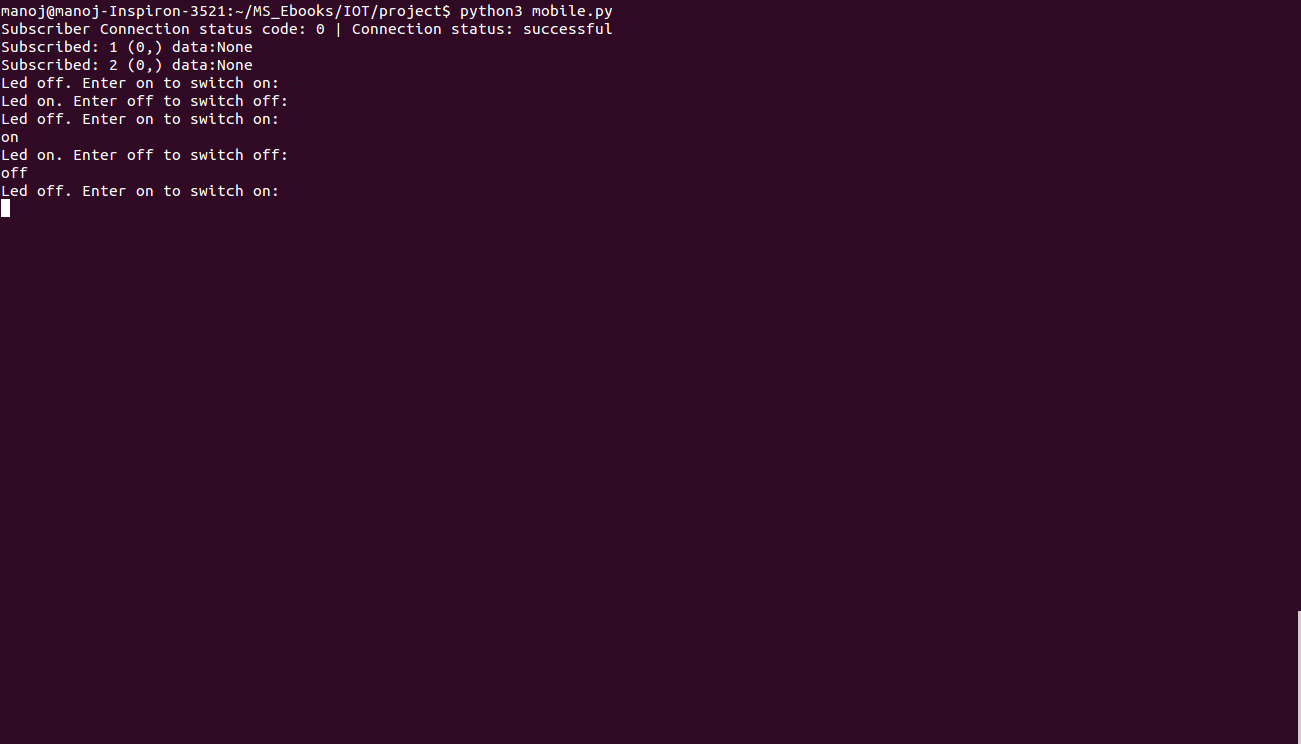 manoj@manoj-Inspiron-3521:~/MS_Ebooks/IOT/project$ python3 mobile.py
Subscriber Connection status code: 0 | Connection status: successful
Subscribed: 1 (0,) data:None
Subscribed: 2 (0,) data:None
Led off. Enter on to switch on:
Led on. Enter off to switch off:
Led off. Enter on to switch on:
on
Led on. Enter off to switch off:
off
Led off. Enter on to switch on: